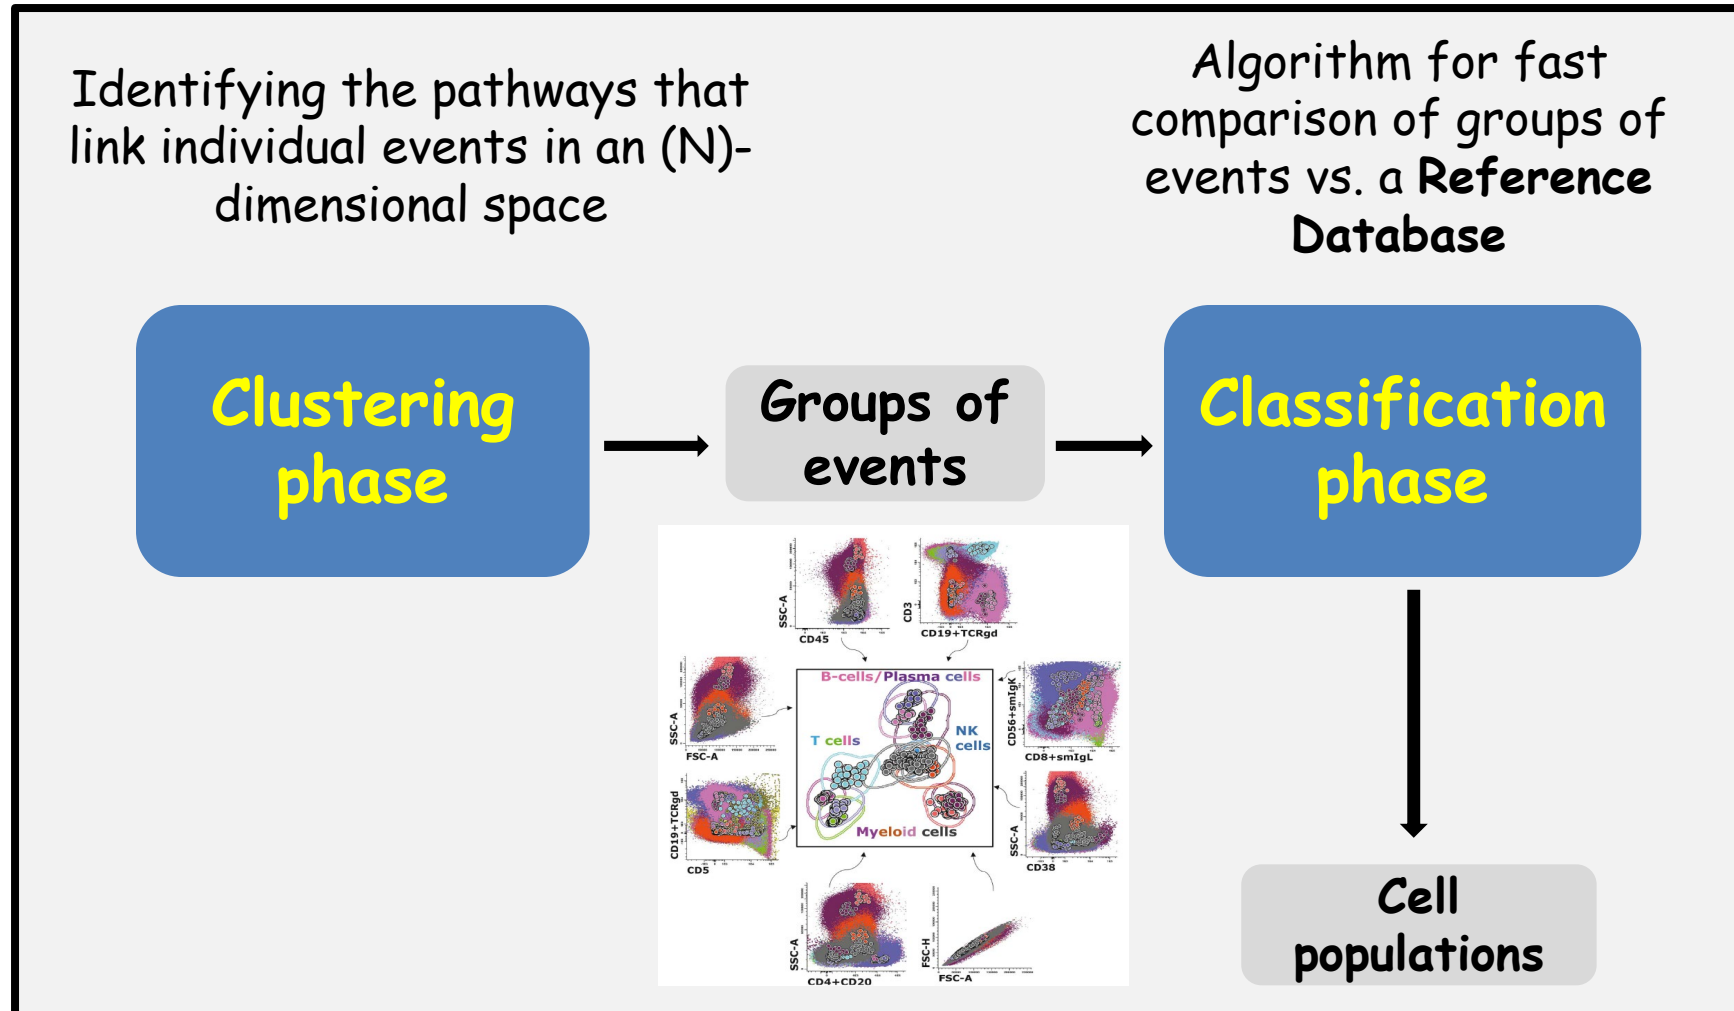 Identifying the pathways that
link individual events in an (N)-
dimensional space
Algorithm for fast
comparison of groups of
events vs. a Reference
Database
Clustering
phase
Groups of
events
Classification
phase
SSC-A
CD45
CD3
CD19+TCRgd
SSC-A
FSC-A
B-cells/Plasma cells
T cells
NK
cells
Myeloid cells
CD56+smIgK
CD8+smIgL
CD19+TCRgd
CD5
SSC-A
CD38
SSC-A
CD4+CD20
FSC-H
FSC-A
Cell
populations